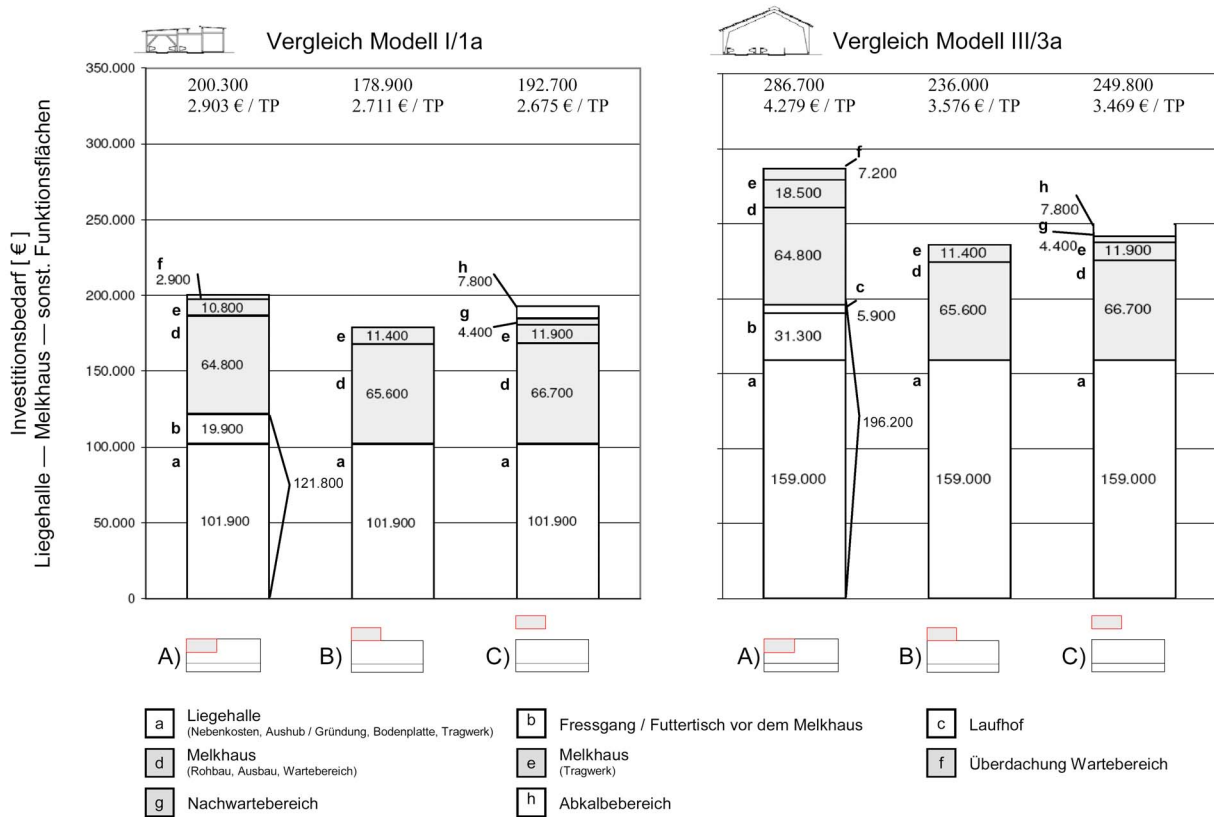 Vergleich Modell I/1a
Vergleich Modell III/3a
Investitionsbedarf [ € ]
Liegehalle — Melkhaus — sonst. Funktionsflächen
350.000
300.000
250.000
200.000
150.000
100.000
50.000
0
200.300
2.903 € / TP
178.900
2.711 € / TP
192.700
2.675 € / TP
f
2.900
e
10.800
d
64.800
b
19.900
a
101.900
121.800
e
11.400
d
65.600
a
101.900
h
7.800
g
4.400
e
11.900
d
66.700
a
101.900
A)
B)
C)
286.700
4.279 € / TP
236.000
3.576 € / TP
249.800
3.469 € / TP
f
7.200
e
18.500
d
64.800
c
5.900
b
31.300
a
159.000
196.200
e
11.400
d
65.600
a
159.000
h
7.800
g
4.400
e
11.900
d
66.700
a
159.000
A)
B)
C)
a Liegehalle
(Nebenkosten, Aushub / Gründung, Bodenplatte, Tragwerk)
b Fressgang / Futtertisch vor dem Melkhaus
c Laufhof
d Melkhaus
(Rohbau, Ausbau, Wartebereich)
e Melkhaus
(Tragwerk)
f Überdachung Wartebereich
g Nachwartebereich
h Abkalbebereich